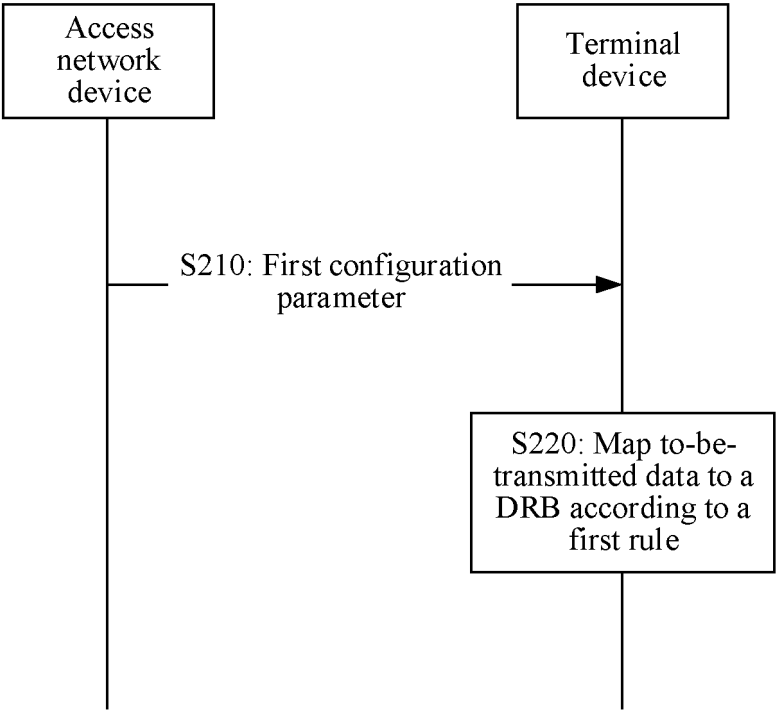 Access
network
device
Terminal
device
S210: First configuration
parameter
S220: Map to-be-
transmitted data to a
DRB according to a
first rule